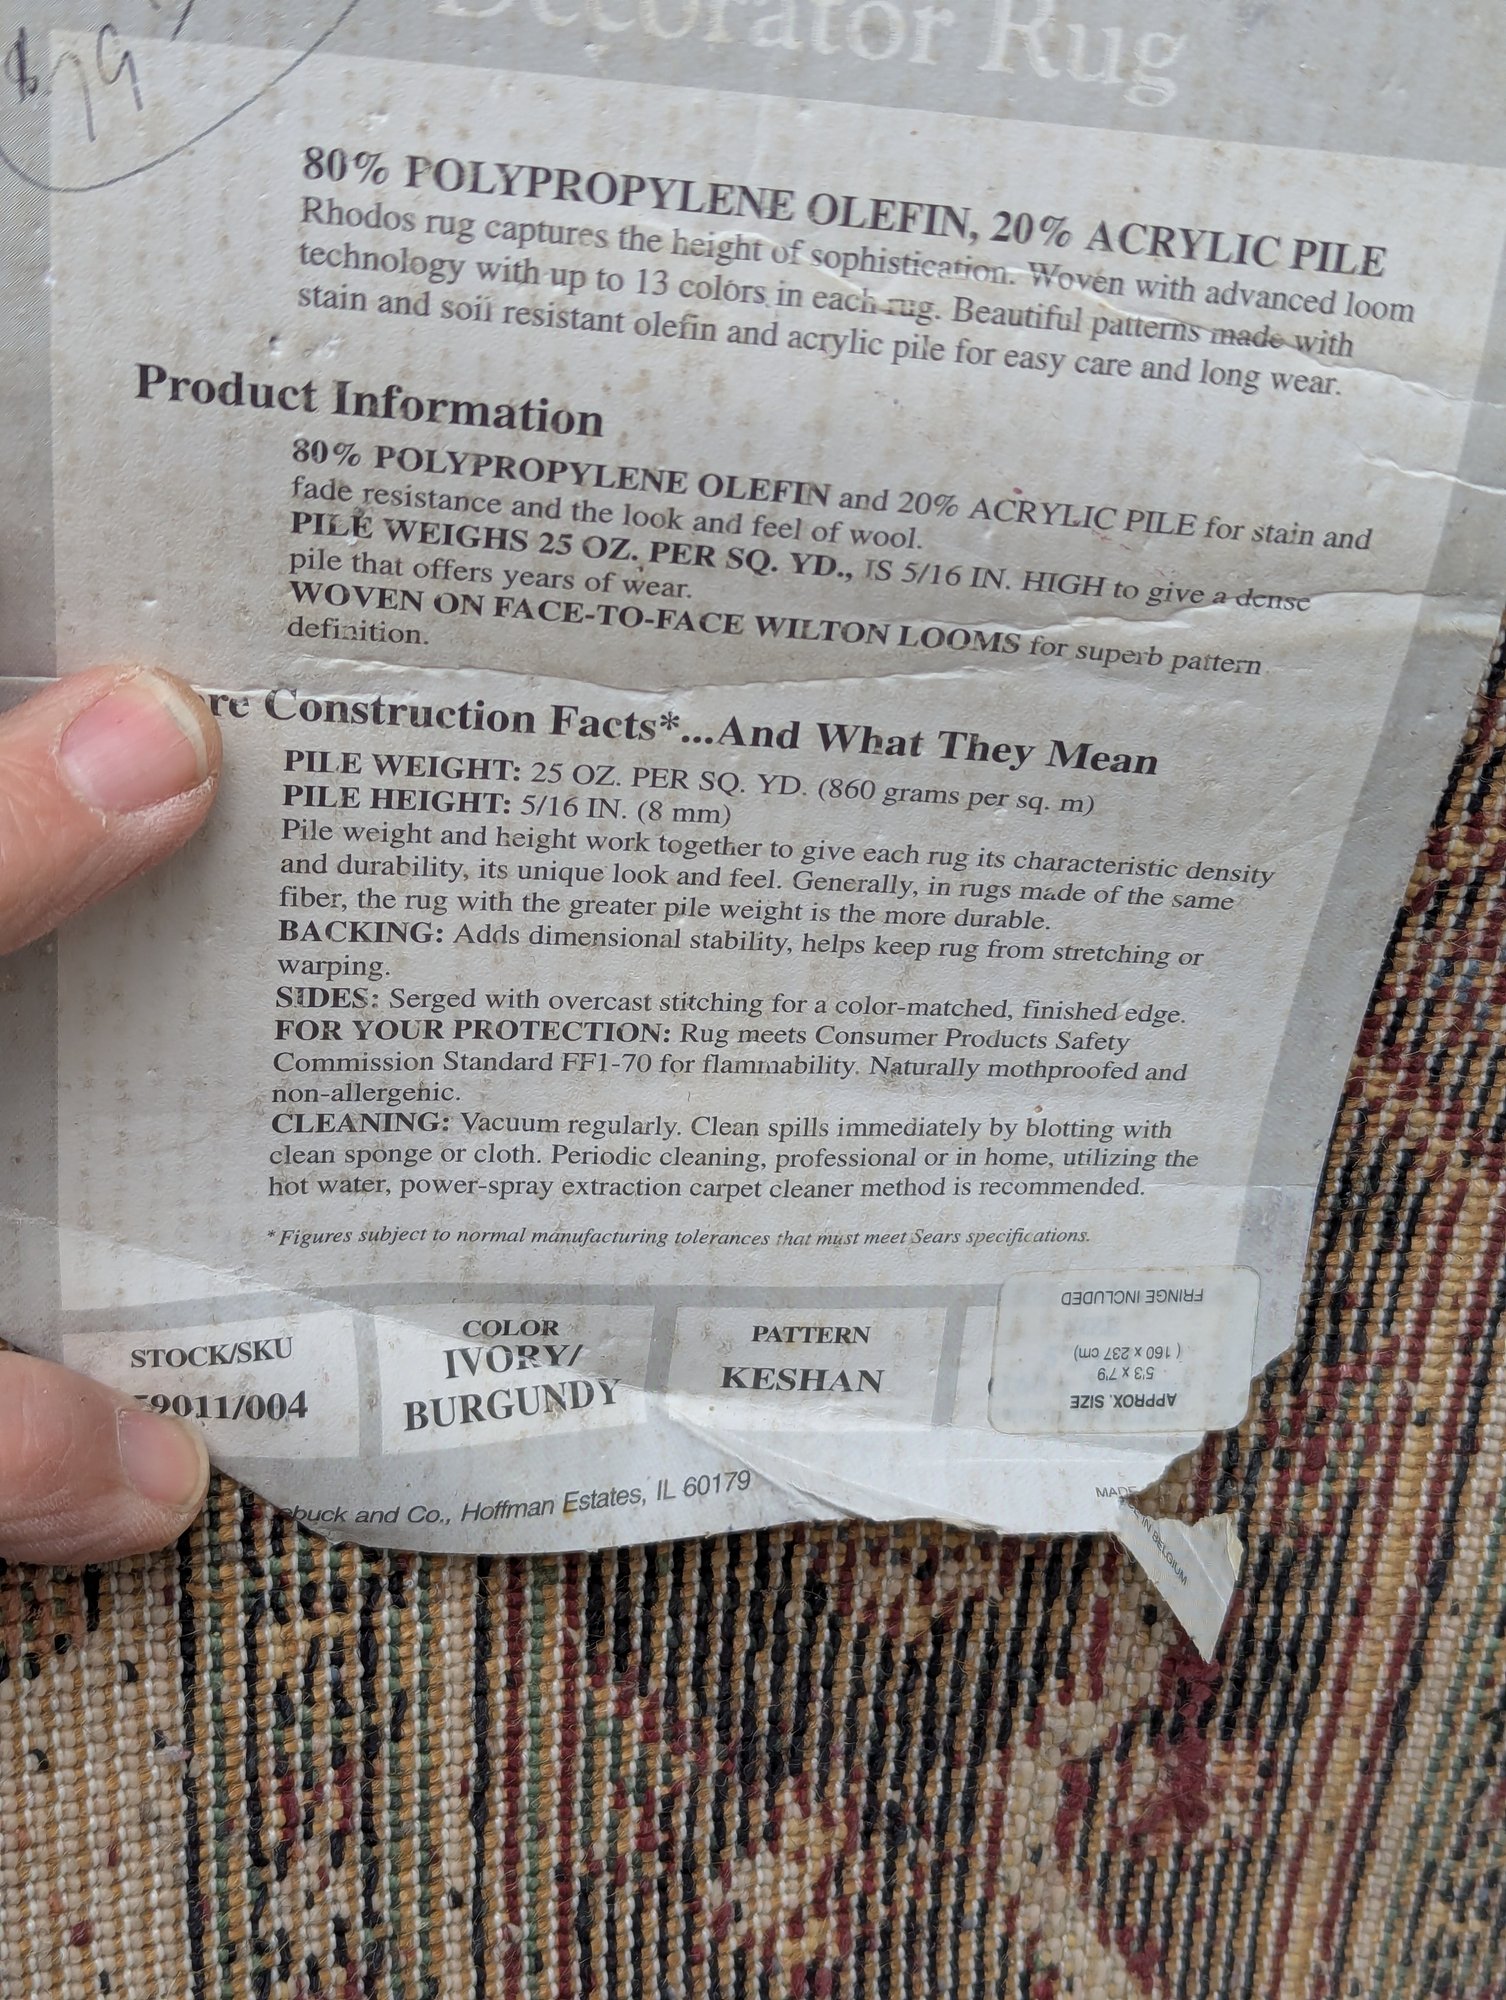 Decorator Rug
$79
80% POLYPROPYLENE OLEFIN, 20% ACRYLIC PILE
Rhodos rug captures the height of sophistication. Woven with advanced loom
technology with up to 13 colors in each rug. Beautiful patterns made with
stain and soil resistant olefin and acrylic pile for easy care and long wear.
Product Information
80% POLYPROPYLENE OLEFIN and 20% ACRYLIC PILE for stain and
fade resistance and the look and feel of wool.
PILE WEIGHS 25 OZ. PER SQ. YD., IS 5/16 IN. HIGH to give a dense
pile that offers years of wear.
WOVEN ON FACE-TO-FACE WILTON LOOMS for superb pattern
definition.
re Construction Facts*...And What They Mean
PILE WEIGHT: 25 OZ. PER SQ. YD. (860 grams per sq. m)
PILE HEIGHT: 5/16 IN. (8 mm)
Pile weight and height work together to give each rug its characteristic density
and durability, its unique look and feel. Generally, in rugs made of the same
fiber, the rug with the greater pile weight is the more durable.
BACKING: Adds dimensional stability, helps keep rug from stretching or
warping.
SIDES: Serged with overcast stitching for a color-matched, finished edge.
FOR YOUR PROTECTION: Rug meets Consumer Products Safety
Commission Standard FF1-70 for flammability. Naturally mothproofed and
non-allergenic.
CLEANING: Vacuum regularly. Clean spills immediately by blotting with
clean sponge or cloth. Periodic cleaning, professional or in home, utilizing the
hot water, power-spray extraction carpet cleaner method is recommended.
* Figures subject to normal manufacturing tolerances that must meet Sears specifications.
STOCK/SKU
59011/004
COLOR
IVORY/
BURGUNDY
PATTERN
KESHAN
APPROX. SIZE
5'3 x 7'9
( 160 x 237 cm)
FRINGE INCLUDED
ebuck and Co., Hoffman Estates, IL 60179
MADE
IN BELGIUM